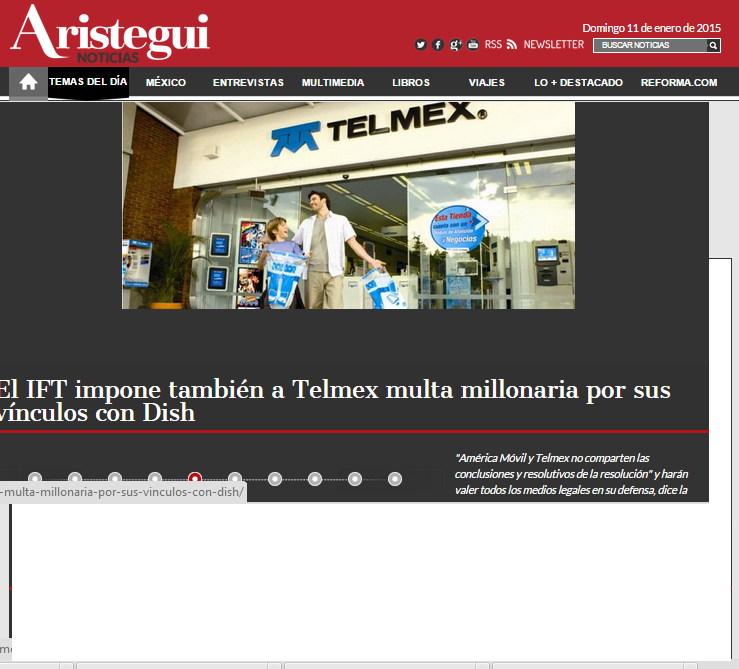 Aristegui
NOTICIAS
Domingo 11 de enero de 2015
RSS
NEWSLETTER
BUSCAR NOTICIAS
TEMAS DEL DÍA
MÉXICO
ENTREVISTAS
MULTIMEDIA
LIBROS
VIAJES
LO + DESTACADO
REFORMA.COM
TELMEX
Esta Tienda
cuenta con un
Negocios
El IFT impone también a Telmex multa millonaria por sus
vínculos con Dish
"América Móvil y Telmex no comparten las
conclusiones y resolutivos de la resolución" y harán
valer todos los medios legales en su defensa, dice la
-multa-millonaria-por-sus-vinculos-con-dish/